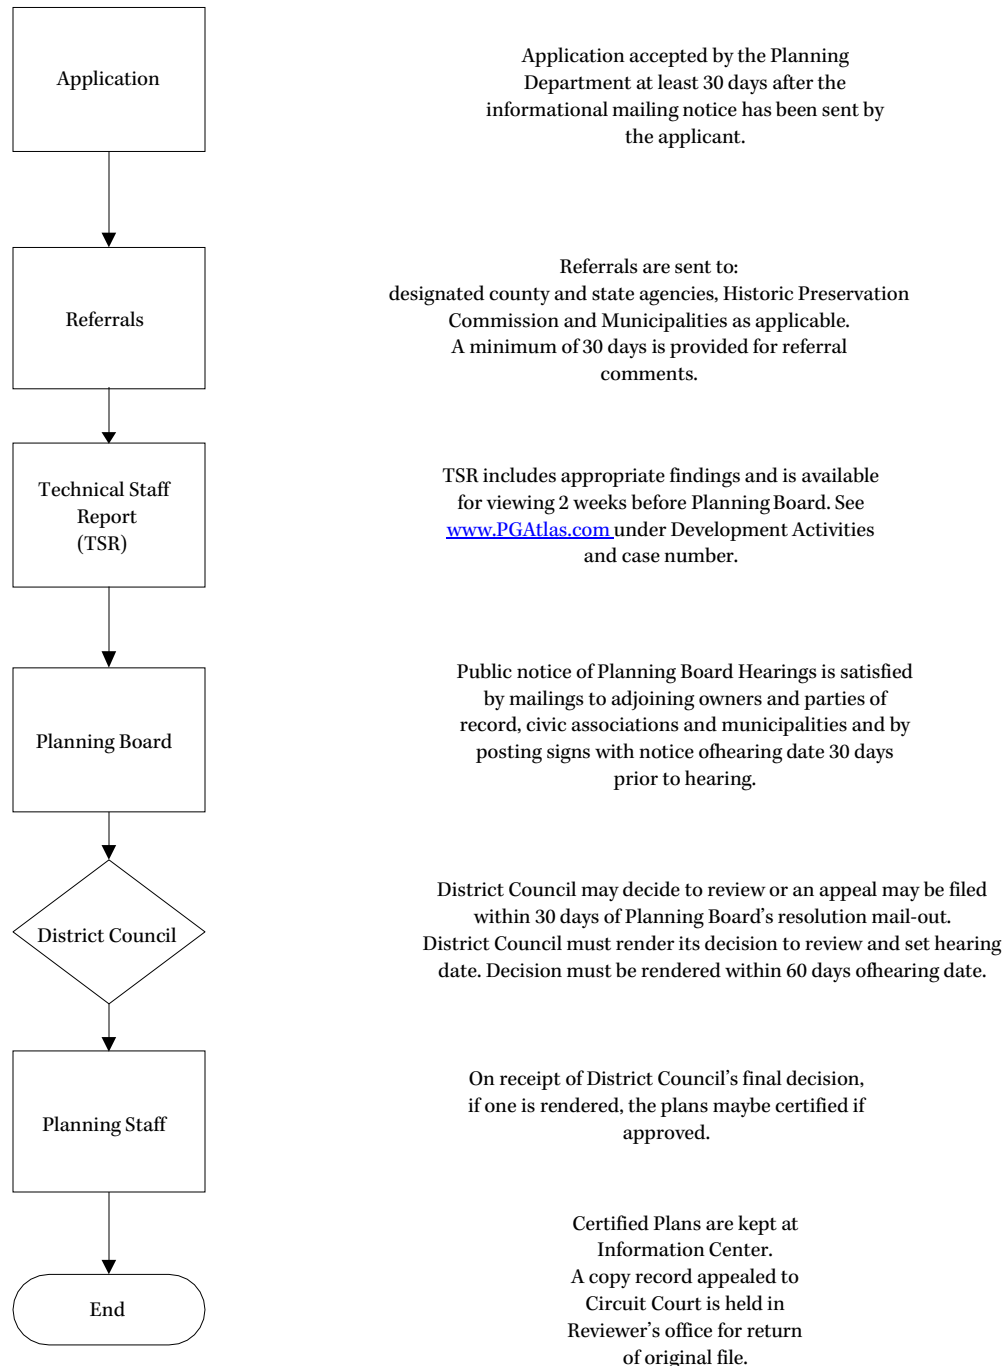 Application
Application accepted by the Planning
Department at least 30 days after the
informational mailing notice has been sent by
the applicant.
Referrals
Referrals are sent to:
designated county and state agencies, Historic Preservation
Commission and Municipalities as applicable.
A minimum of 30 days is provided for referral
comments.
Technical Staff
Report
(TSR)
TSR includes appropriate findings and is available
for viewing 2 weeks before Planning Board. See
www.PGAtlas.com under Development Activities
and case number.
Planning Board
Public notice of Planning Board Hearings is satisfied
by mailings to adjoining owners and parties of
record, civic associations and municipalities and by
posting signs with notice ofhearing date 30 days
prior to hearing.
District Council
District Council may decide to review or an appeal may be filed
within 30 days of Planning Board's resolution mail-out.
District Council must render its decision to review and set hearing
date. Decision must be rendered within 60 days ofhearing date.
Planning Staff
On receipt of District Council's final decision,
if one is rendered, the plans maybe certified if
approved.
End
Certified Plans are kept at
Information Center.
A copy record appealed to
Circuit Court is held in
Reviewer's office for return
of original file.